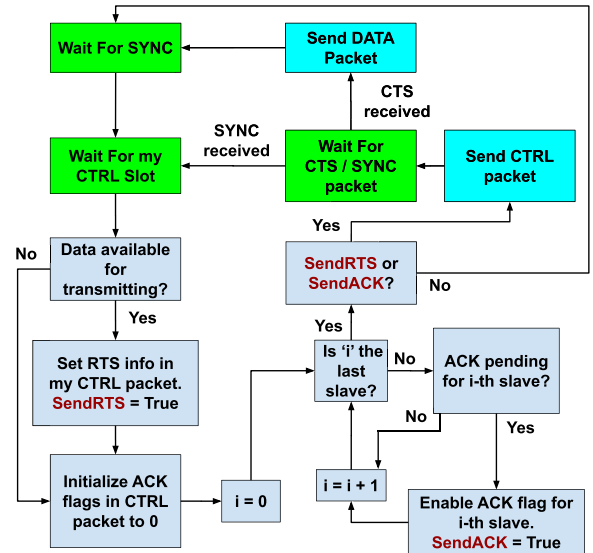 Wait For SYNC
Send DATA
Packet
CTS
received
SYNC
received
Wait For my
CTRL Slot
Wait For
CTS / SYNC
packet
Send CTRL
packet
Yes
No
Data available
for
transmitting?
SendRTS or
SendACK?
No
Yes
Yes
Set RTS info in
my CTRL packet.
SendRTS = True
Is ‘i’ the
last
slave?
No
ACK pending
for i-th slave?
No
Yes
Initialize ACK
flags in CTRL
packet to 0
i = 0
i = i + 1
Enable ACK flag for
i-th slave.
SendACK = True